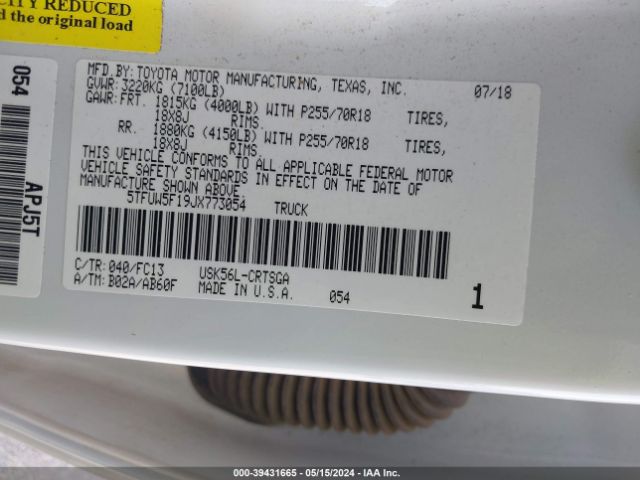 CITY REDUCED
d the original load
054
APJ5T
MFD.BY:TOYOTA MOTOR MANUFACTURING, TEXAS, INC. 07/18
GVWR: 3220KG (7100LB)
GAWR:FRT. 1815KG (4000LB) WITH P255/70R18 TIRES,
18X8J RIMS
RR. 1880KG (4150LB) WITH P255/70R18 TIRES,
18X8J RIMS
THIS VEHICLE CONFORMS TO ALL APPLICABLE FEDERAL MOTOR
VEHICLE SAFETY STANDARDS IN EFFECT ON THE DATE OF
MANUFACTURE SHOWN ABOVE
5TFUW5F19JX773054 TRUCK
C/TR: 040/FC13 USK56L-CRTSGA
A/TM: B02A/AB60F MADE IN U.S.A. 054 1
000-39431665 - 05/15/2024 - IAA Inc.